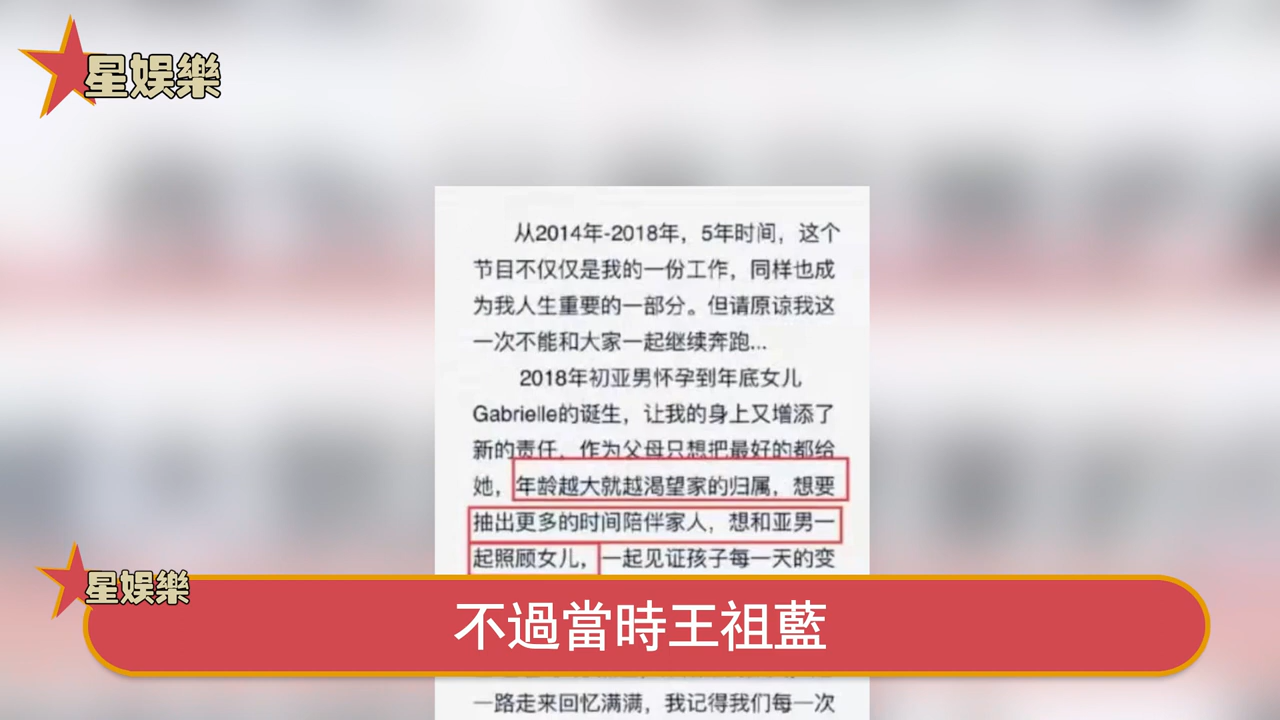 星娱樂
从2014年-2018年，5年时间，这个
节目不仅仅是我的一份工作，同样也成
为我人生重要的一部分。但请原谅我这
一次不能和大家一起继续奔跑...
2018年初亚男怀孕到年底女儿
Gabrielle的诞生，让我的身上又增添了
新的责任，作为父母只想把最好的都给
她，年龄越大就越渴望家的归属，想要
抽出更多的时间陪伴家人，想和亚男一
起照顾女儿，一起见证孩子每一天的变
星娱樂
不過當時王祖藍
一路走来回忆满满，我记得我们每一次